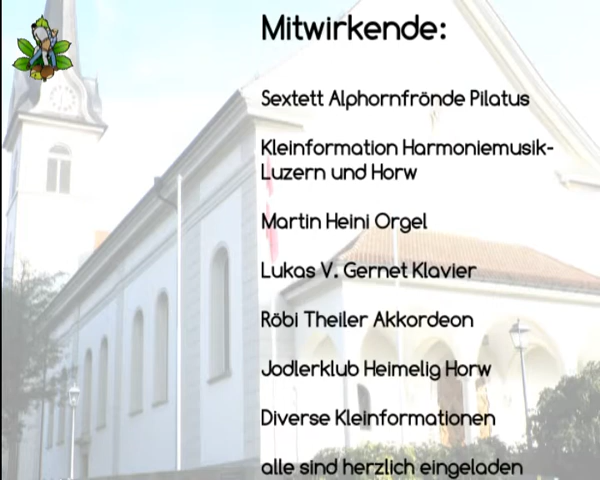 Mitwirkende:
Sextett Alphornfrönde Pilatus
Kleinformation Harmoniemusik-
Luzern und Horw
Martin Heini Orgel
Lukas V. Gernet Klavier
Röbi Theiler Akkordeon
Jodlerklub Heimelig Horw
Diverse Kleinformationen
alle sind herzlich eingeladen